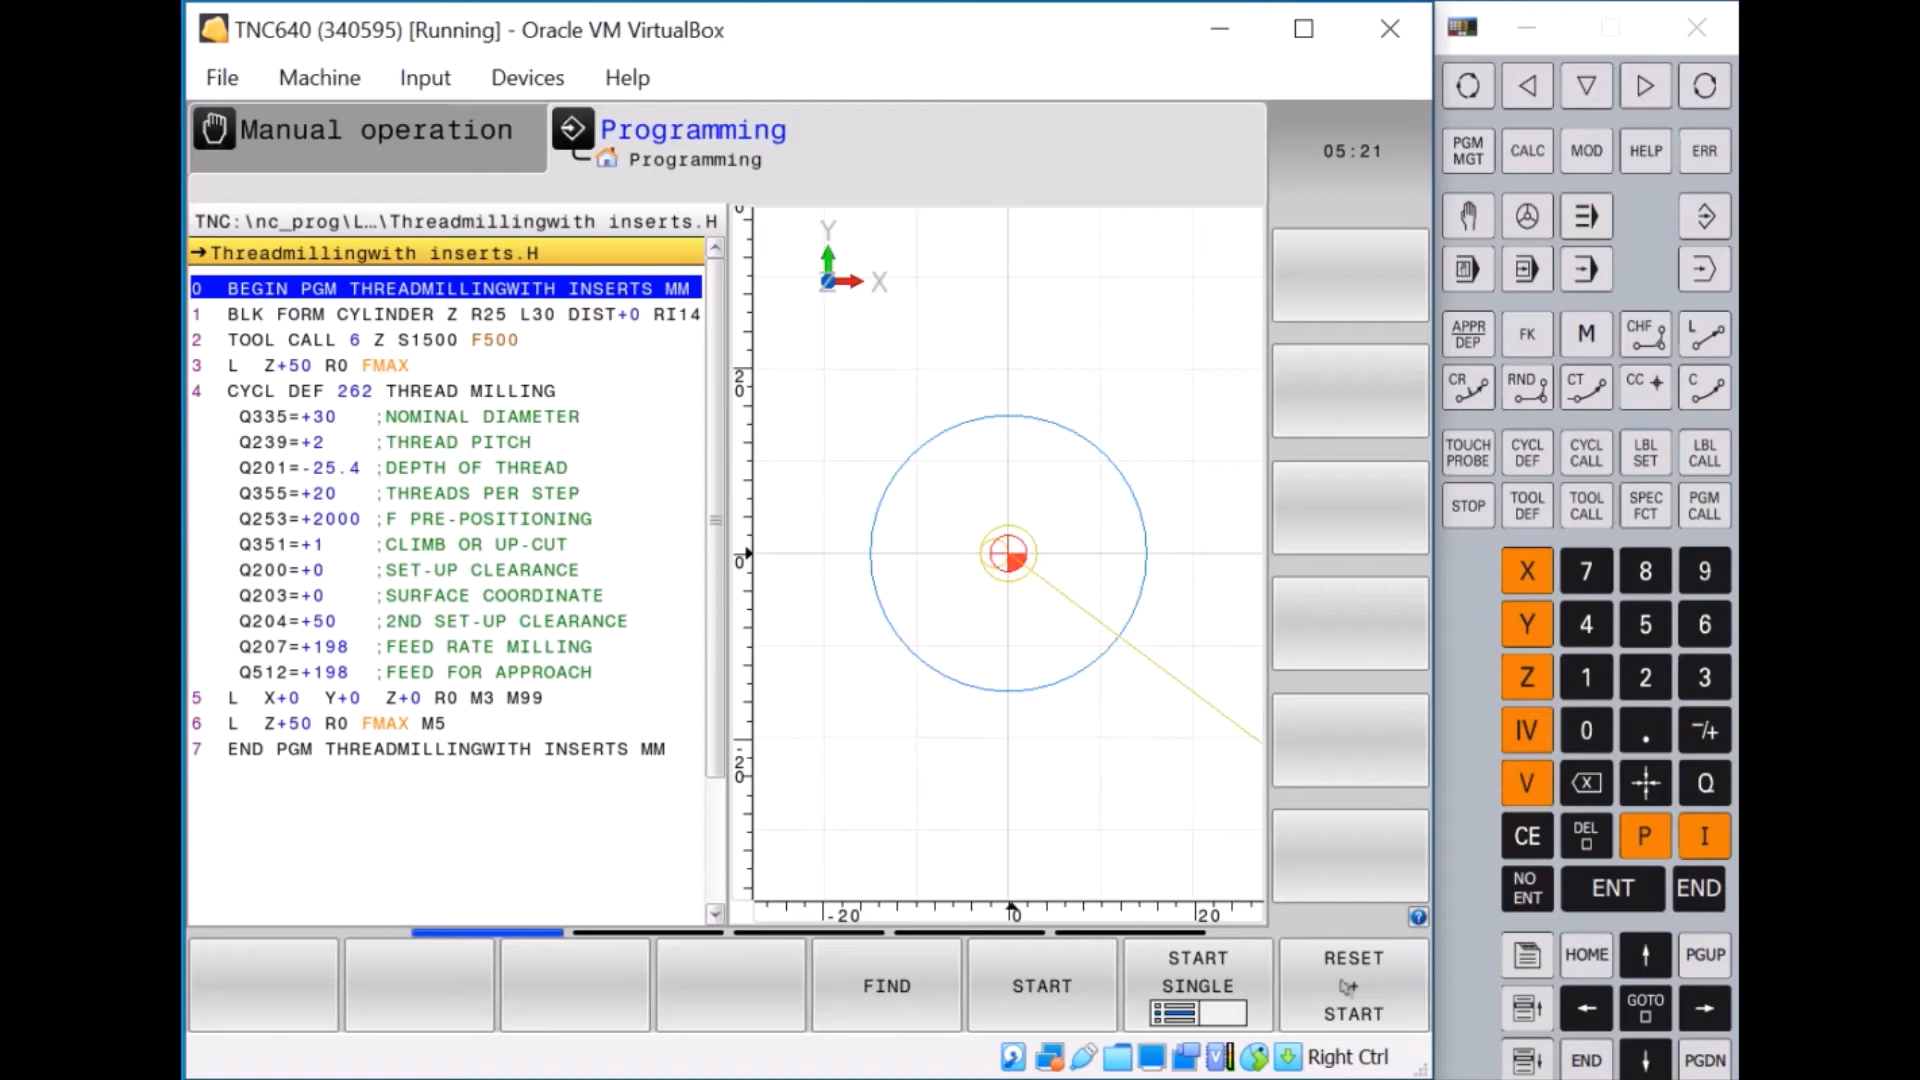 TNC640 (340595) [Running] - Oracle VM VirtualBox
File Machine Input Devices Help
Manual operation
Programming
Programming
05:21
TNC:\nc_prog\L…\Threadmillingwith inserts.H
→Threadmillingwith inserts.H
0 BEGIN PGM THREADMILLINGWITH INSERTS MM
1 BLK FORM CYLINDER Z R25 L30 DIST+0 RI14
2 TOOL CALL 6 Z S1500 F500
3 L Z+50 R0 FMAX
4 CYCL DEF 262 THREAD MILLING
Q335=+30 ;NOMINAL DIAMETER
Q239=+2 ;THREAD PITCH
Q201=-25.4 ;DEPTH OF THREAD
Q355=+20 ;THREADS PER STEP
Q253=+2000 ;F PRE-POSITIONING
Q351=+1 ;CLIMB OR UP-CUT
Q200=+0 ;SET-UP CLEARANCE
Q203=+0 ;SURFACE COORDINATE
Q204=+50 ;2ND SET-UP CLEARANCE
Q207=+198 ;FEED RATE MILLING
Q512=+198 ;FEED FOR APPROACH
5 L X+0 Y+0 Z+0 R0 M3 M99
6 L Z+50 R0 FMAX M5
7 END PGM THREADMILLINGWITH INSERTS MM
Y
Z X
0
20
0
-20
-20 0 20
FIND
START
START
SINGLE
RESET
+
START
Right Ctrl
PGM
MGT
CALC
MOD
HELP
ERR
APPR
DEP
FK
M
CHF
L
CR
RND
CT
CC
C
TOUCH
PROBE
CYCL
DEF
CYCL
CALL
LBL
SET
LBL
CALL
STOP
TOOL
DEF
TOOL
CALL
SPEC
FCT
PGM
CALL
X 7 8 9
Y 4 5 6
Z 1 2 3
IV 0 . −/+
V Q
CE
DEL
P I
NO
ENT
ENT
END
HOME
PGUP
GOTO
END
PGDN